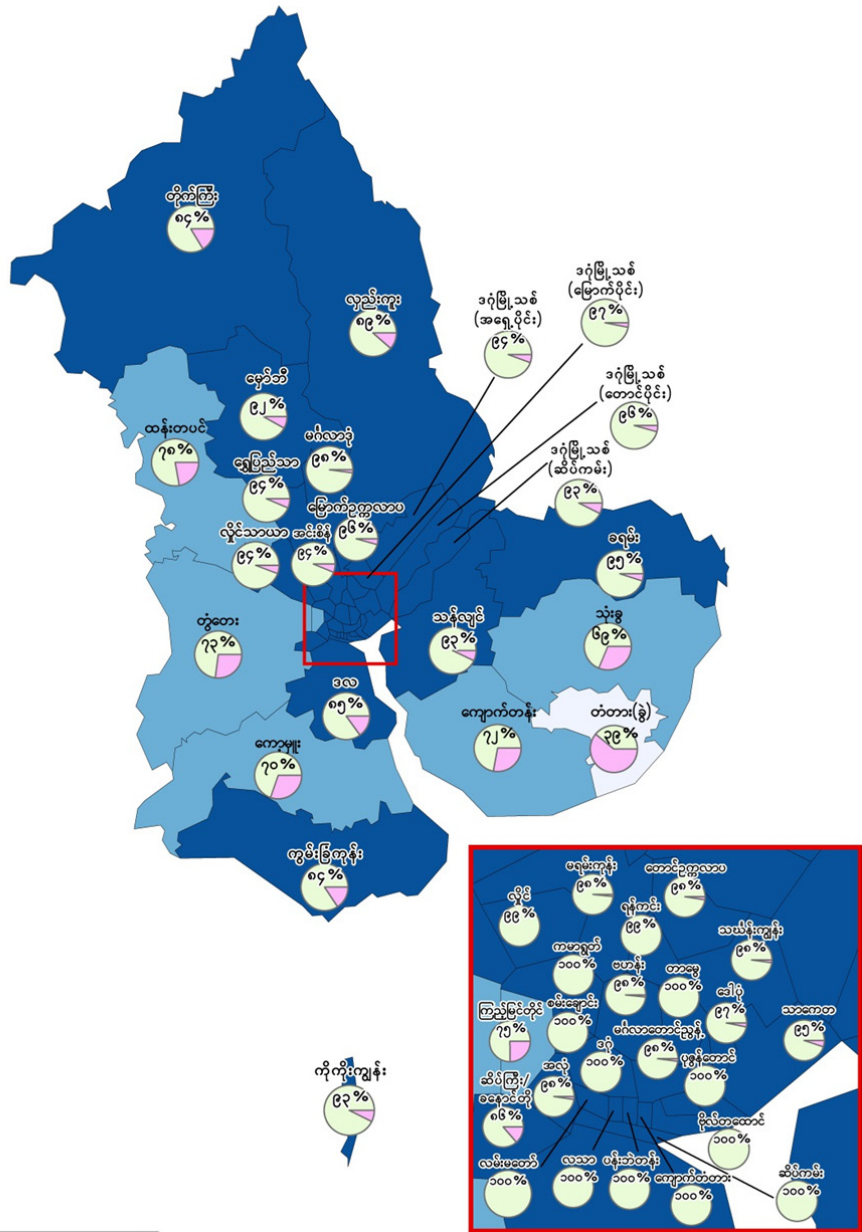 တိုက်ကြီး
၈၄%
လှည်းကူး
၈၉%
ဒဂုံမြို့သစ်
(အရှေ့ပိုင်း)
၉၄%
ဒဂုံမြို့သစ်
(မြောက်ပိုင်း)
၉၇%
မှော်ဘီ
၉၂%
ဒဂုံမြို့သစ်
(တောင်ပိုင်း)
၉၆%
ထန်းတပင်
၇၈%
မင်္ဂလာဒုံ
၉၈%
ဒဂုံမြို့သစ်
(ဆိပ်ကမ်း)
၉၃%
ရွှေပြည်သာ
၉၄%
မြောက်ဥက္ကလာပ
၉၆%
လှိုင်သာယာ
၉၄%
အင်းစိန်
၉၄%
ခရမ်း
၉၅%
တွံတေး
၇၃%
သန်လျင်
၉၃%
သုံးခွ
၆၉%
ဒလ
၈၅%
ကျောက်တန်း
၇၂%
တံတား(ခွဲ)
၃၉%
ကော့မှူး
၇၀%
ကွမ်းခြံကုန်း
၈၄%
ကိုကိုးကျွန်း
၉၃%
လှိုင်
၉၉%
မရမ်းကုန်း
၉၈%
တောင်ဥက္ကလာပ
၉၈%
ရန်ကင်း
၉၉%
သင်္ဃန်းကျွန်း
၉၈%
ကမာရွတ်
၁၀၀%
ဗဟန်း
၉၈%
တာမွေ
၁၀၀%
ဒေါပုံ
၉၇%
သာကေတ
၉၅%
ကြည့်မြင်တိုင်
၇၅%
စမ်းချောင်း
၁၀၀%
မင်္ဂလာတောင်ညွန့်
၉၈%
ဒဂုံ
၁၀၀%
ပုဇွန်တောင်
၁၀၀%
ဆိပ်ကြီး/
ခနောင်တို
၈၆%
အလုံ
၉၈%
ဗိုလ်တထောင်
၁၀၀%
လမ်းမတော်
၁၀၀%
လသာ
၁၀၀%
ပန်းဘဲတန်း
၁၀၀%
ကျောက်တံတား
၁၀၀%
ဆိပ်ကမ်း
၁၀၀%